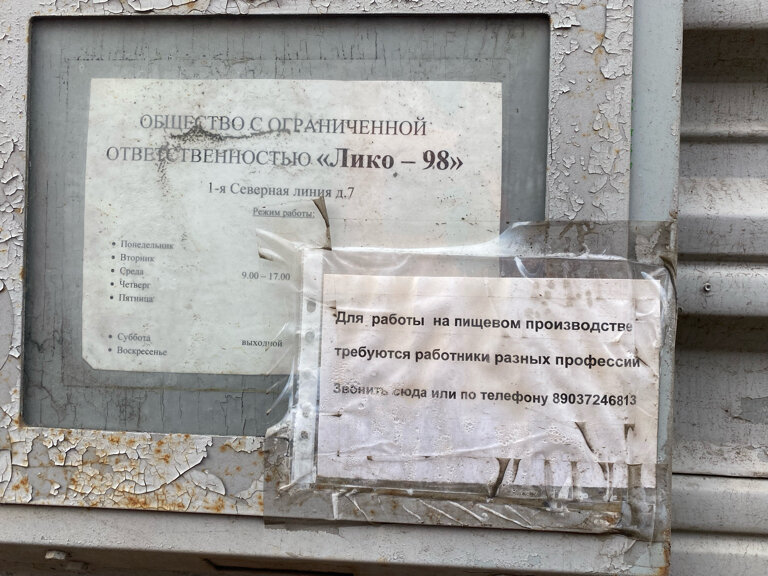 ОБЩЕСТВО С ОГРАНИЧЕННОЙ
ОТВЕТСТВЕННОСТЬЮ «Лико – 98»
1-я Северная линия д.7
Режим работы:
• Понедельник
• Вторник
• Среда 9.00 – 17.00
• Четверг
• Пятница
• Суббота выходной
• Воскресенье
Для работы на пищевом производстве
требуются работники разных профессий
Звонить сюда или по телефону 89037246813